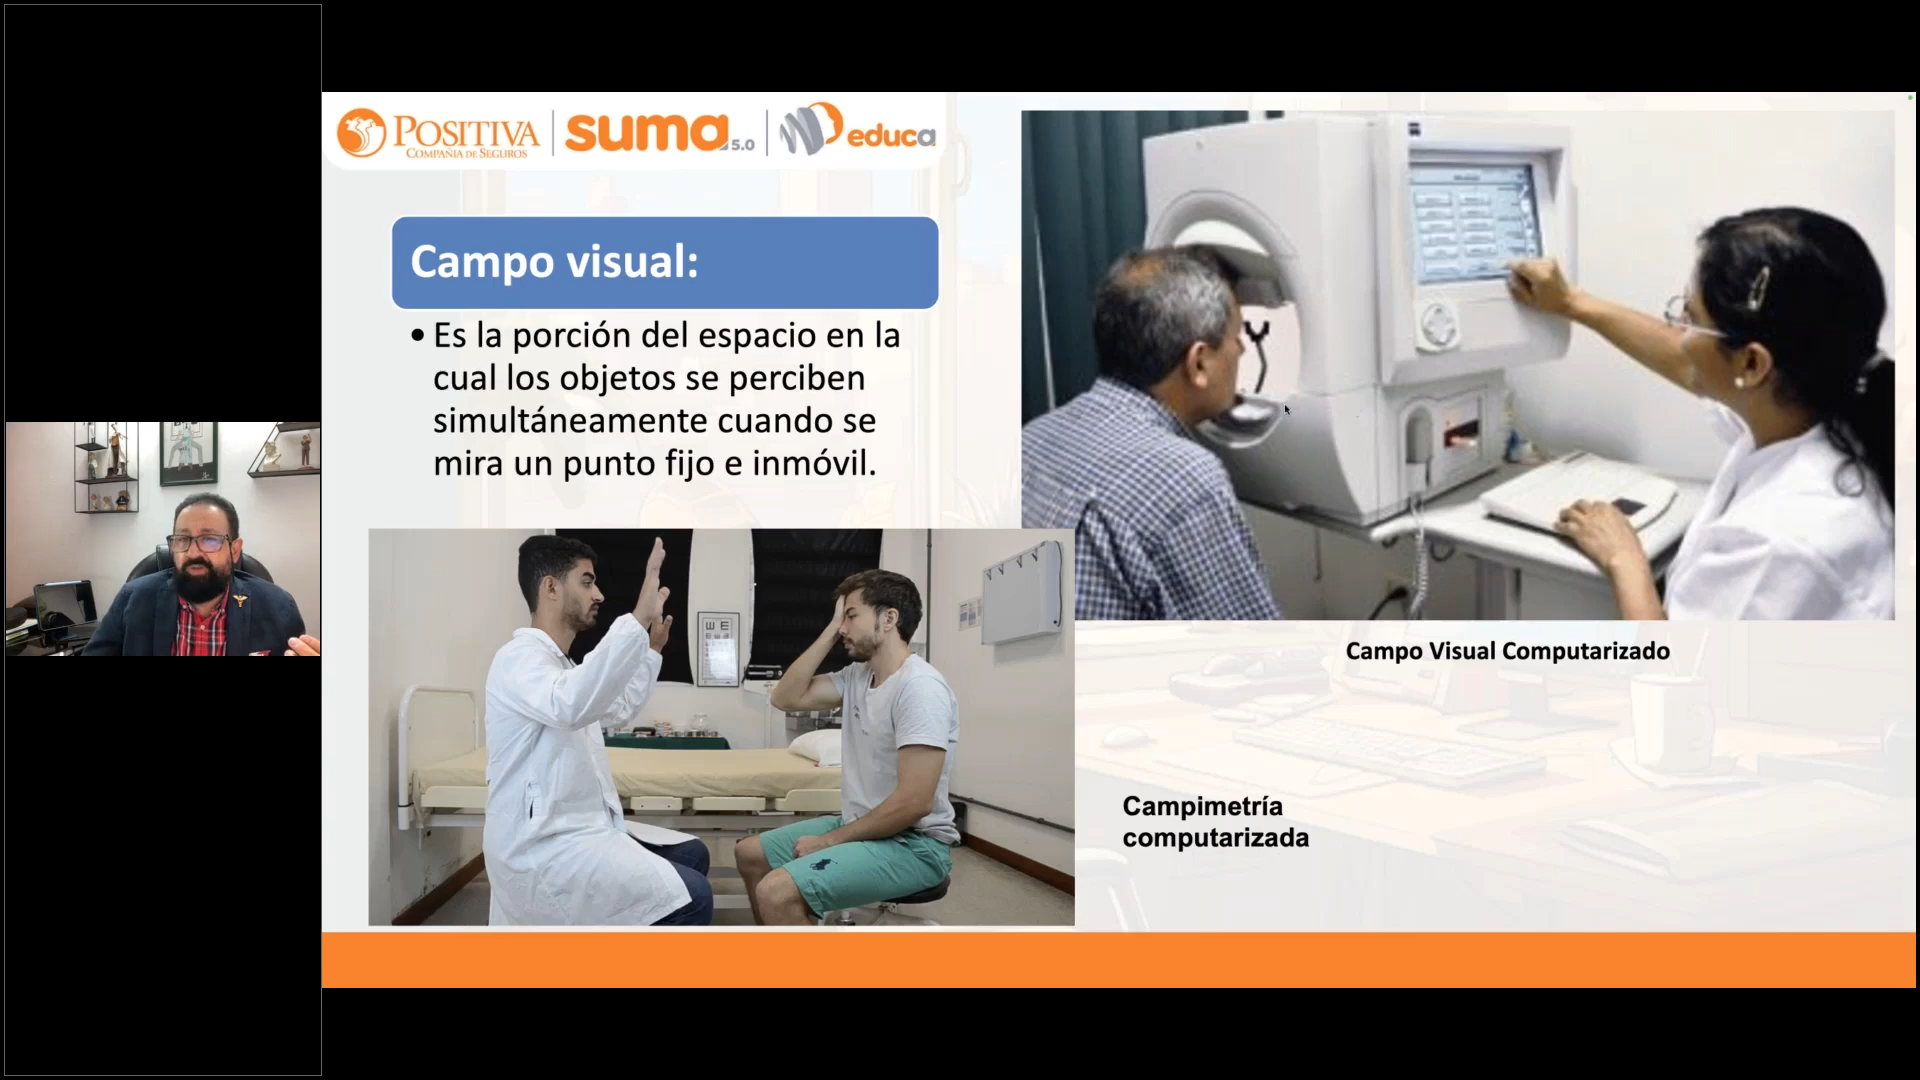 POSITIVA
COMPAÑIA DE SEGUROS
suma 5.0
educa
Campo visual:
• Es la porción del espacio en la
cual los objetos se perciben
simultáneamente cuando se
mira un punto fijo e inmóvil.
Campo Visual Computarizado
Campimetría
computarizada